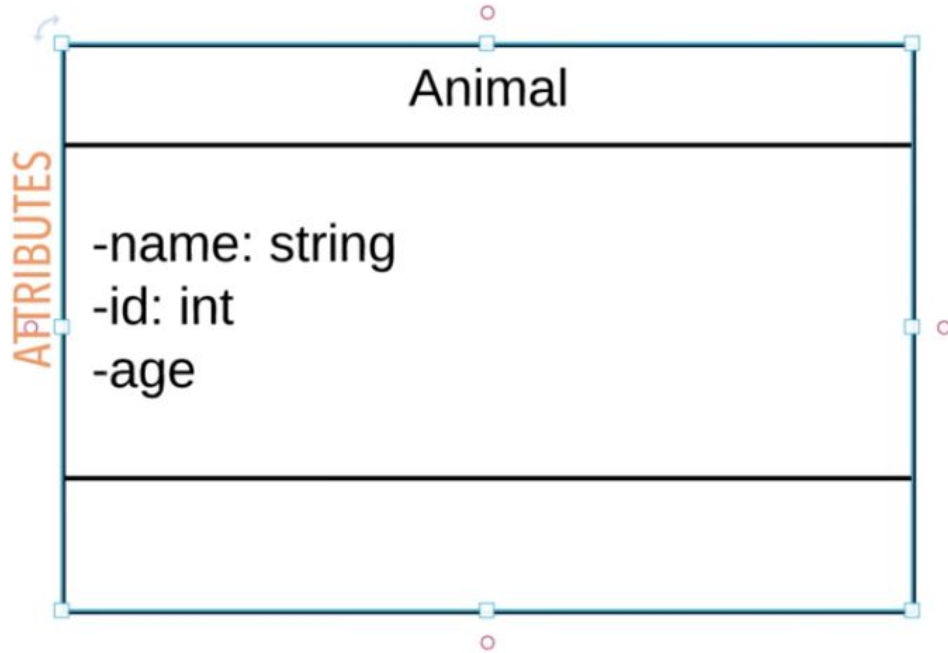 Animal
ATTRIBUTES
-name: string
-id: int
-age